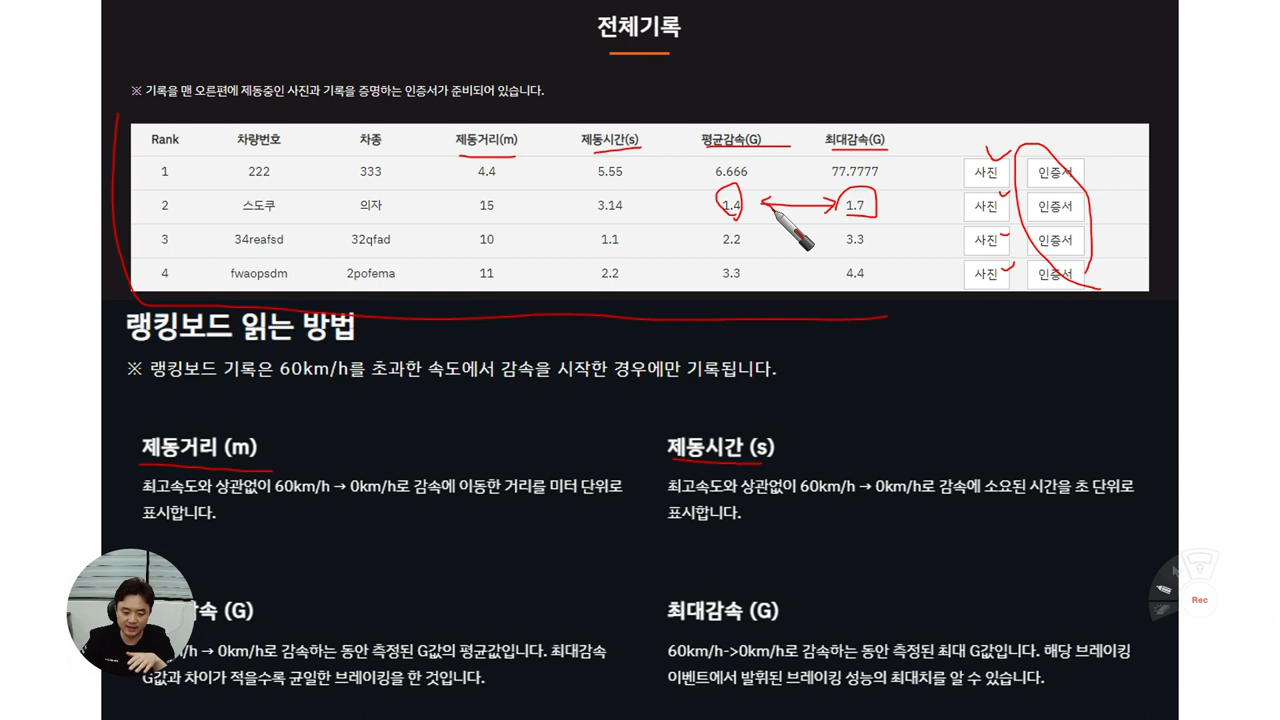 전체기록
※ 기록을 맨 오른편에 제동중인 사진과 기록을 증명하는 인증서가 준비되어 있습니다.
Rank 차량번호 차종 제동거리(m) 제동시간(s) 평균감속(G) 최대감속(G)
1 222 333 4.4 5.55 6.666 77.7777 사진 인증서
2 스도쿠 의자 15 3.14 1.4 1.7 사진 인증서
3 34reafsd 32qfad 10 1.1 2.2 3.3 사진 인증서
4 fwaopsdm 2pofema 11 2.2 3.3 4.4 사진 인증서
랭킹보드 읽는 방법
※ 랭킹보드 기록은 60km/h를 초과한 속도에서 감속을 시작한 경우에만 기록됩니다.
제동거리 (m)
최고속도와 상관없이 60km/h → 0km/h로 감속에 이동한 거리를 미터 단위로
표시합니다.
제동시간 (s)
최고속도와 상관없이 60km/h → 0km/h로 감속에 소요된 시간을 초 단위로
표시합니다.
감속 (G)
/h → 0km/h로 감속하는 동안 측정된 G값의 평균값입니다. 최대감속
G값과 차이가 적을수록 균일한 브레이킹을 한 것입니다.
최대감속 (G)
60km/h->0km/h로 감속하는 동안 측정된 최대 G값입니다. 해당 브레이킹
이벤트에서 발휘된 브레이킹 성능의 최대치를 알 수 있습니다.
Rec